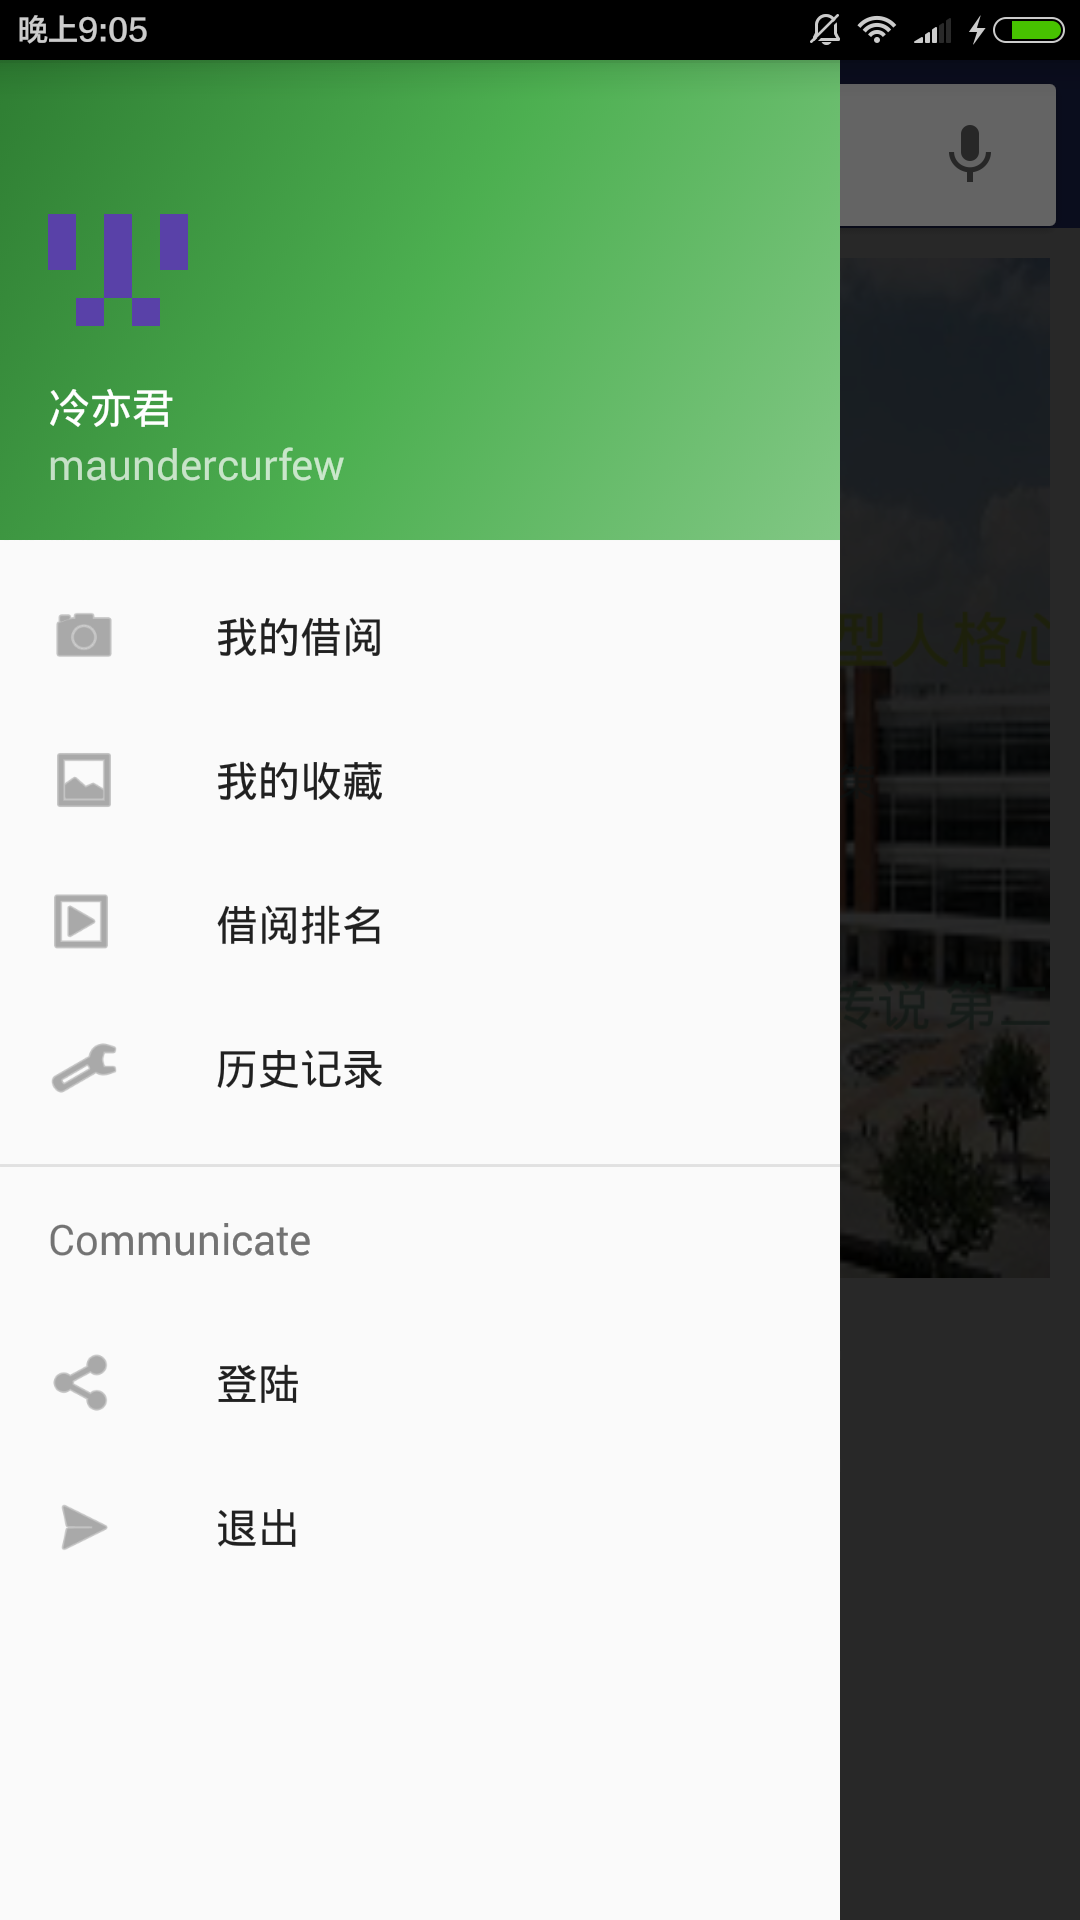 晚上9:05
冷亦君
maundercurfew
型人格心
我的借阅
我的收藏
借阅排名
传说 第二
历史记录
Communicate
登陆
退出